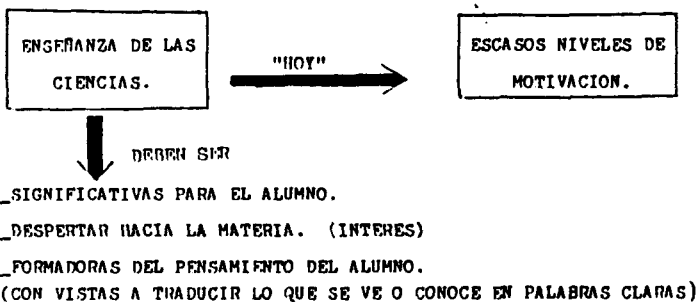 ENSEÑANZA DE LAS
CIENCIAS.
"HOY"
ESCASOS NIVELES DE
MOTIVACION.
DEBEN SER
_SIGNIFICATIVAS PARA EL ALUMNO.
_DESPERTAR HACIA LA MATERIA. (INTERES)
_FORMADORAS DEL PENSAMIENTO DEL ALUMNO.
(CON VISTAS A TRADUCIR LO QUE SE VE O CONOCE EN PALABRAS CLARAS)